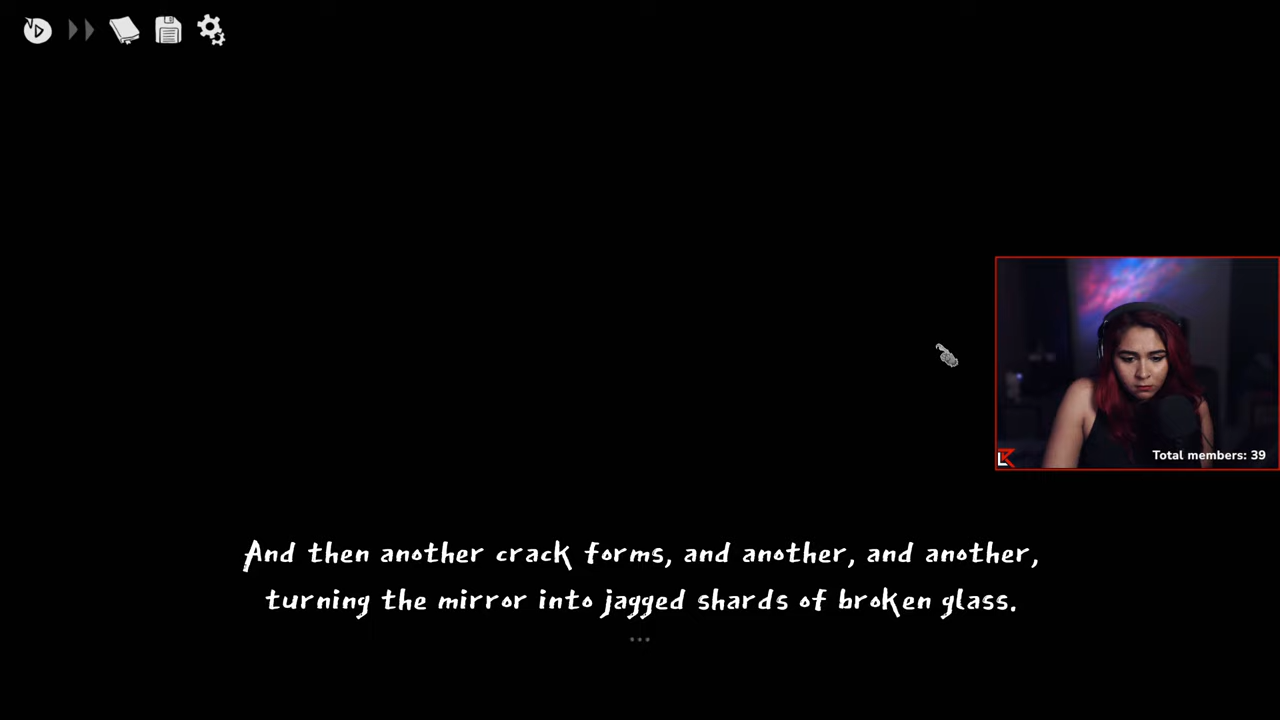 Total members: 39
And then another crack forms, and another, and another,
turning the mirror into jagged shards of broken glass.
...